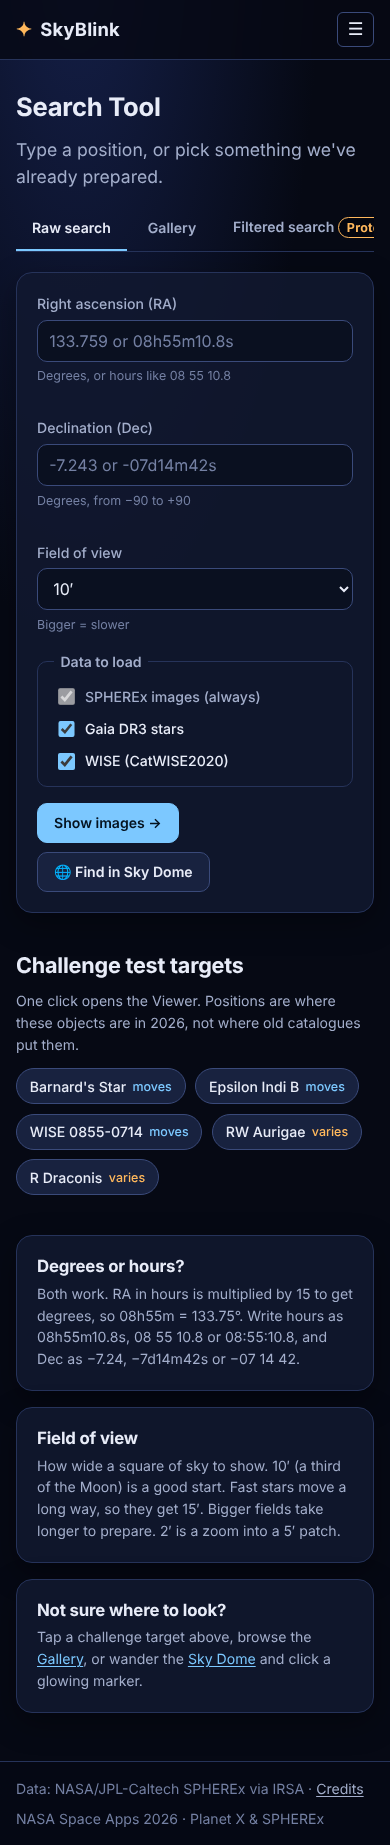 ✦ SkyBlink
☰
Search Tool
Type a position, or pick something we've
already prepared.
Raw search Gallery Filtered search
Right ascension (RA)
133.759 or 08h55m10.8s
Degrees, or hours like 08 55 10.8
Declination (Dec)
-7.243 or -07d14m42s
Degrees, from −90 to +90
Field of view
10′
Bigger = slower
Data to load
SPHEREx images (always)
Gaia DR3 stars
WISE (CatWISE2020)
Show images →
🌐 Find in Sky Dome
Challenge test targets
One click opens the Viewer. Positions are where
these objects are in 2026, not where old catalogues
put them.
Barnard's Star moves Epsilon Indi B moves
WISE 0855-0714 moves RW Aurigae varies
R Draconis varies
Degrees or hours?
Both work. RA in hours is multiplied by 15 to get
degrees, so 08h55m = 133.75°. Write hours as
08h55m10.8s, 08 55 10.8 or 08:55:10.8, and
Dec as −7.24, −7d14m42s or −07 14 42.
Field of view
How wide a square of sky to show. 10′ (a third
of the Moon) is a good start. Fast stars move a
long way, so they get 15′. Bigger fields take
longer to prepare. 2′ is a zoom into a 5′ patch.
Not sure where to look?
Tap a challenge target above, browse the
Gallery, or wander the Sky Dome and click a
glowing marker.
Data: NASA/JPL-Caltech SPHEREx via IRSA · Credits
NASA Space Apps 2026 · Planet X & SPHEREx